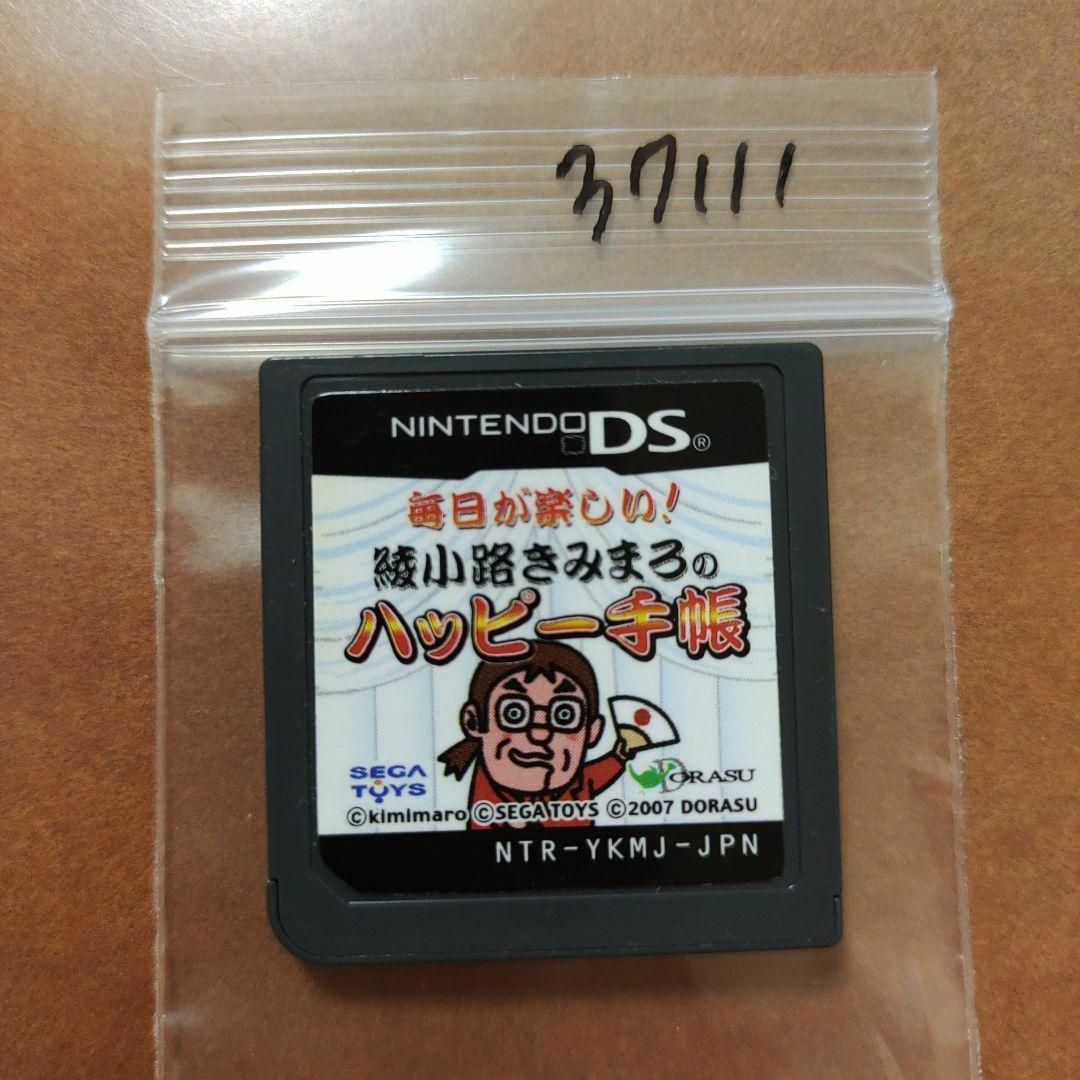 37111
NINTENDO DS®
毎日が楽しい!
綾小路きみまろの
ハッピー手帳
SEGA TOYS
DORASU
©kimimaro ©SEGA TOYS ©2007 DORASU
NTR-YKMJ-JPN